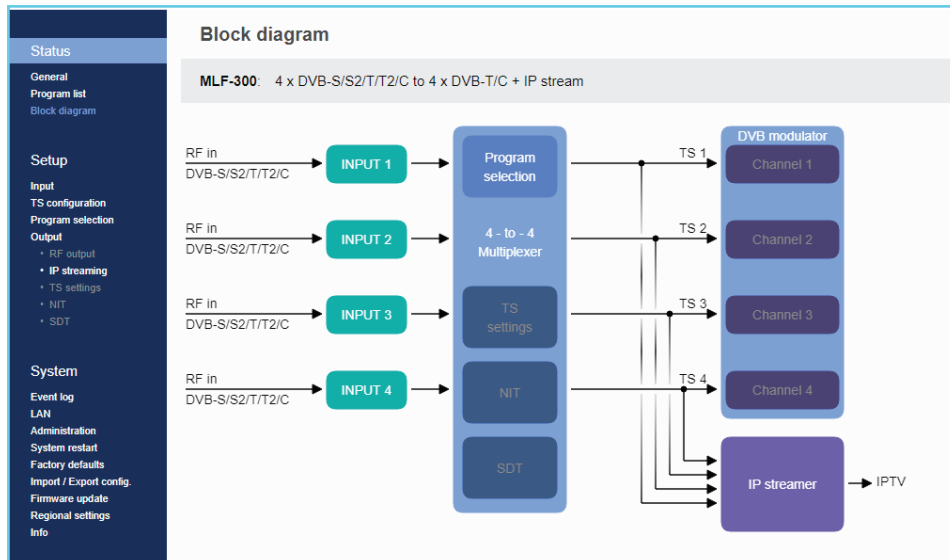 Status
General
Program list
Block diagram
Setup
Input
TS configuration
Program selection
Output
• RF output
• IP streaming
• TS settings
• NIT
• SDT
System
Event log
LAN
Administration
System restart
Factory defaults
Import / Export config.
Firmware update
Regional settings
Info
Block diagram
MLF-300: 4 x DVB-S/S2/T/T2/C to 4 x DVB-T/C + IP stream
RF in
DVB-S/S2/T/T2/C
INPUT 1
RF in
DVB-S/S2/T/T2/C
INPUT 2
RF in
DVB-S/S2/T/T2/C
INPUT 3
RF in
DVB-S/S2/T/T2/C
INPUT 4
Program
selection
4 - to - 4
Multiplexer
TS
settings
NIT
SDT
TS 1
TS 2
TS 3
TS 4
DVB modulator
Channel 1
Channel 2
Channel 3
Channel 4
IP streamer
IPTV